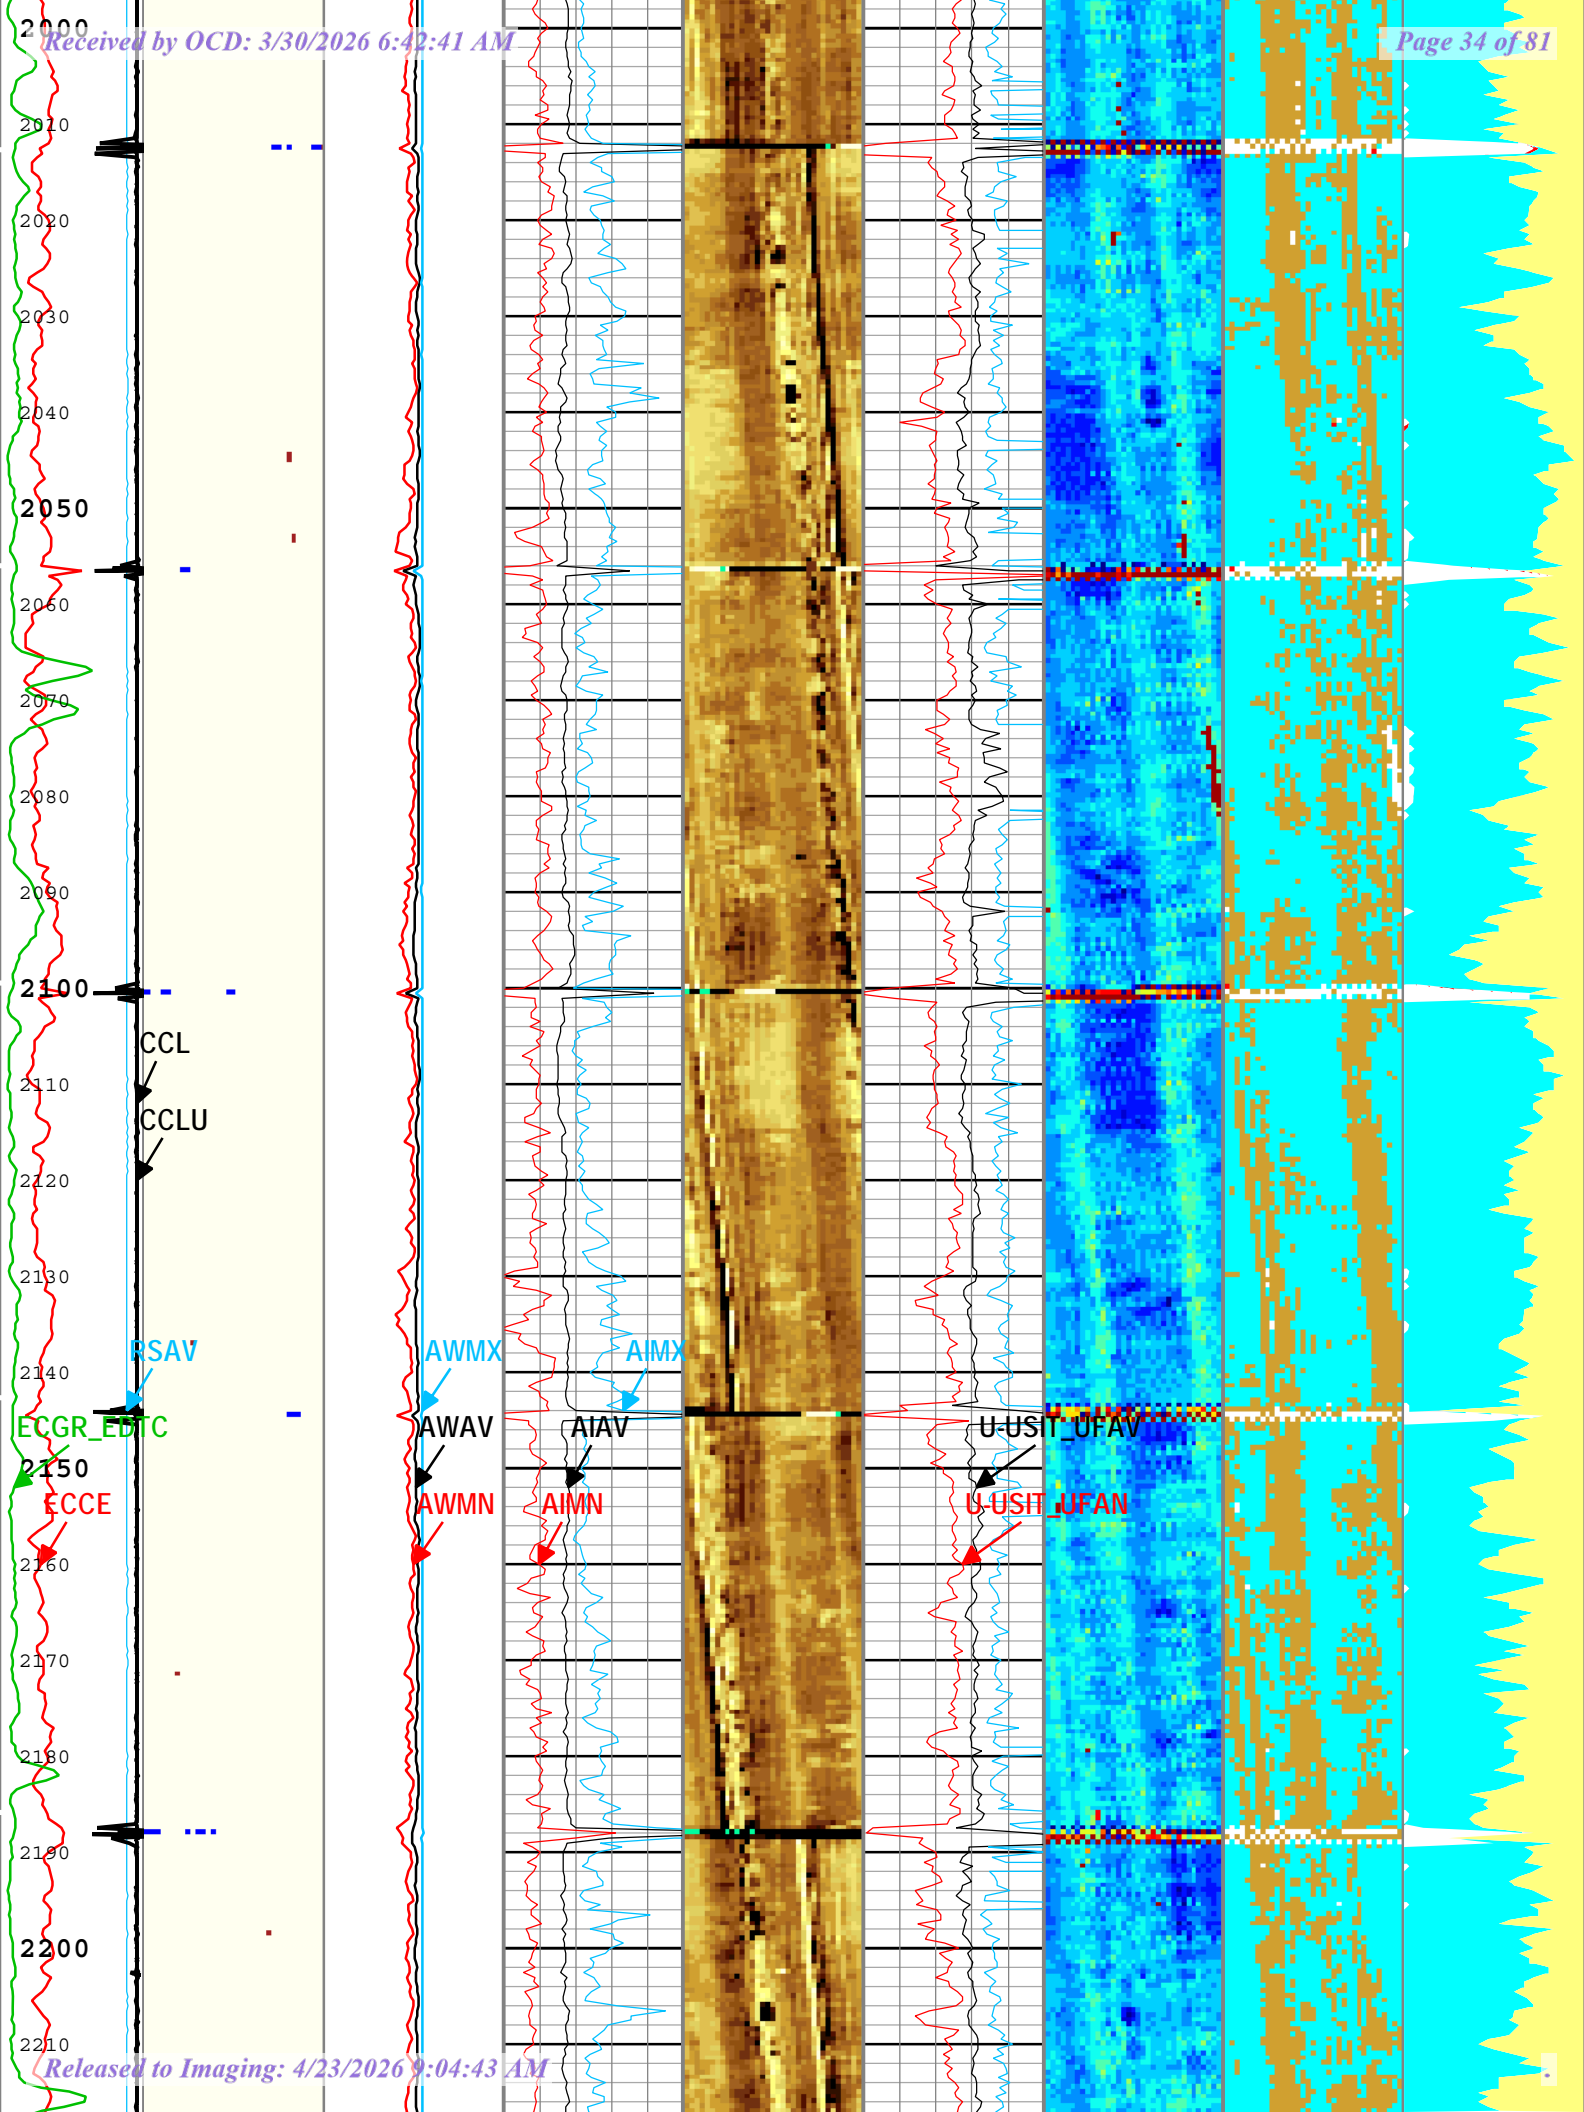 2000
Received by OCD: 3/30/2026 6:42:41 AM
Page 34 of 81
2010
2020
2030
2040
2050
2060
2070
2080
2090
2100
CCL
2110
CCLU
2120
2130
RSAV AWMX AIMX
2140
ECGR_EDTC AWAV AIAV U-USIT_UFAV
2150
ECCE AWMN AIMN U-USIT_UFAN
2160
2170
2180
2190
2200
2210
Released to Imaging: 4/23/2026 9:04:43 AM